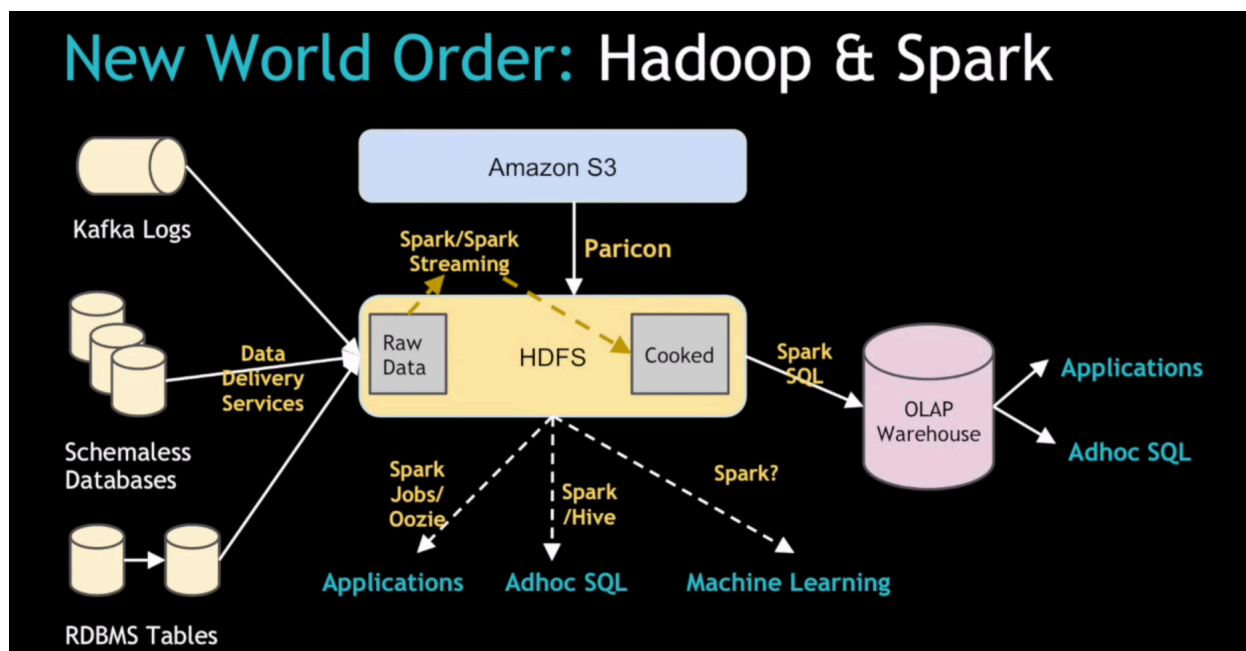 New World Order: Hadoop & Spark
Amazon S3
Kafka Logs
Spark/Spark
Streaming
Paricon
Raw
Data
HDFS
Cooked
Data
Delivery
Services
Spark
SQL
OLAP
Warehouse
Applications
Adhoc SQL
Schemaless
Databases
Spark
Jobs/
Oozie
Spark
/Hive
Spark?
Applications
Adhoc SQL
Machine Learning
RDBMS Tables